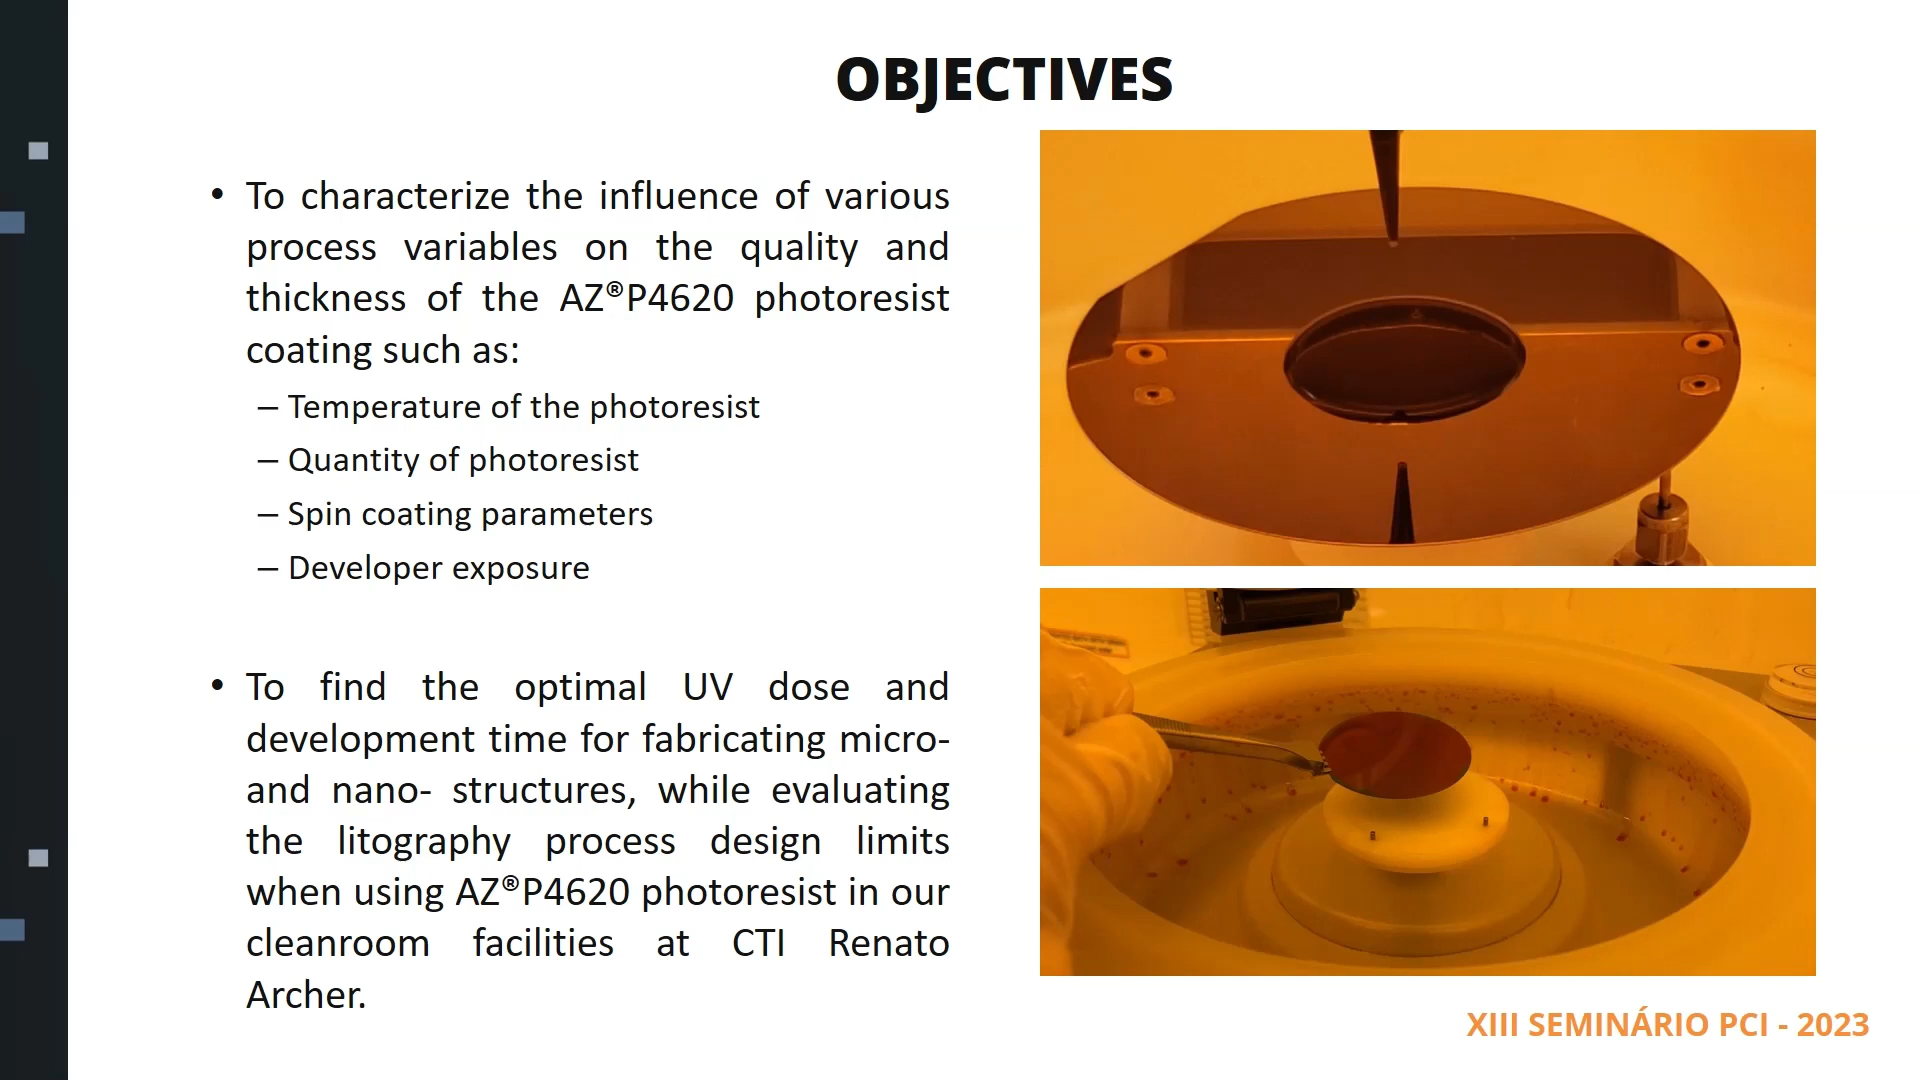 OBJECTIVES
• To characterize the influence of various
process variables on the quality and
thickness of the AZ®P4620 photoresist
coating such as:
– Temperature of the photoresist
– Quantity of photoresist
– Spin coating parameters
– Developer exposure
• To find the optimal UV dose and
development time for fabricating micro-
and nano- structures, while evaluating
the litography process design limits
when using AZ®P4620 photoresist in our
cleanroom facilities at CTI Renato
Archer.
XIII SEMINÁRIO PCI - 2023